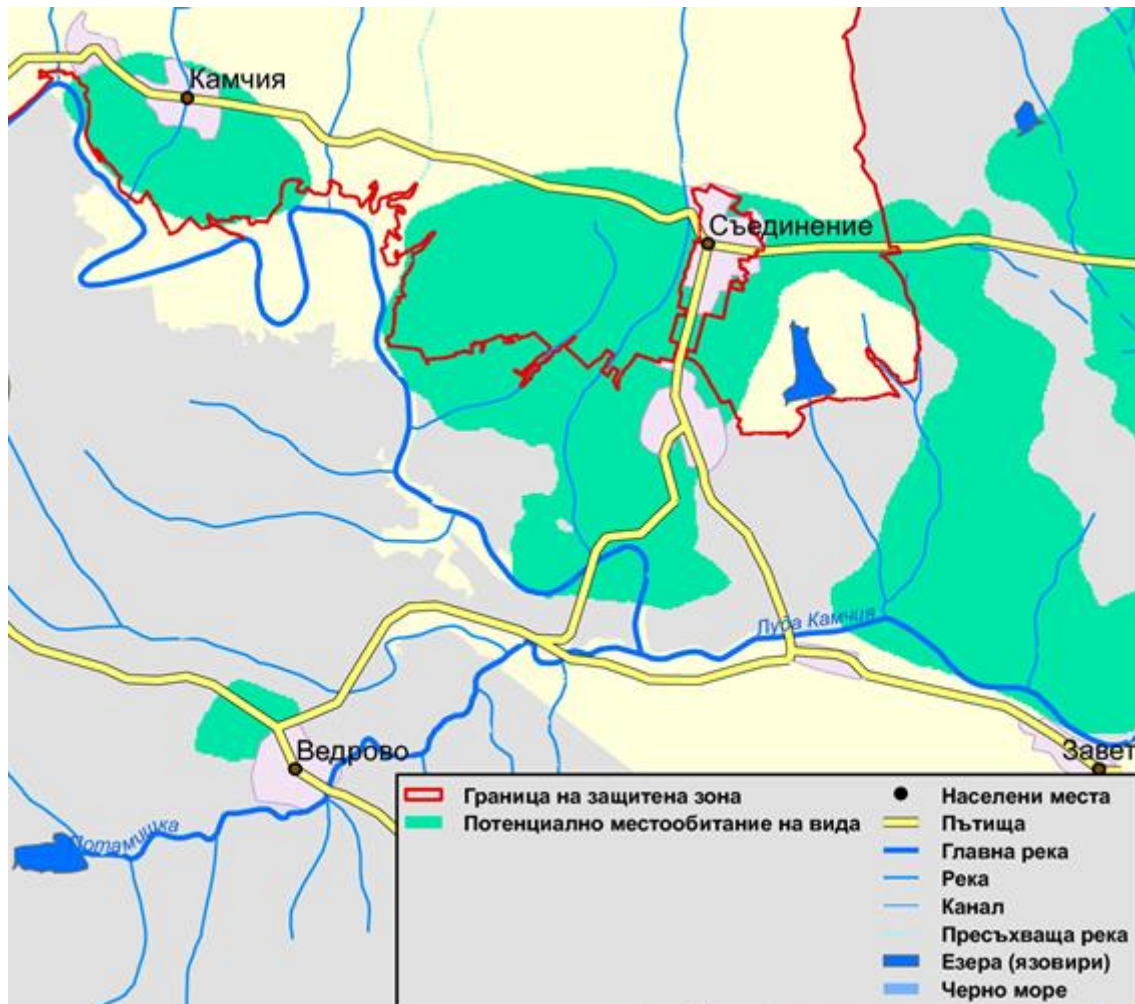 Камчия
Съединение
Луда Камчия
Ведрово
Завет
Потамишка
Граница на защитена зона
Потенциално местообитание на вида
Населени места
Пътища
Главна река
Река
Канал
Пресъхваща река
Езера (язовири)
Черно море